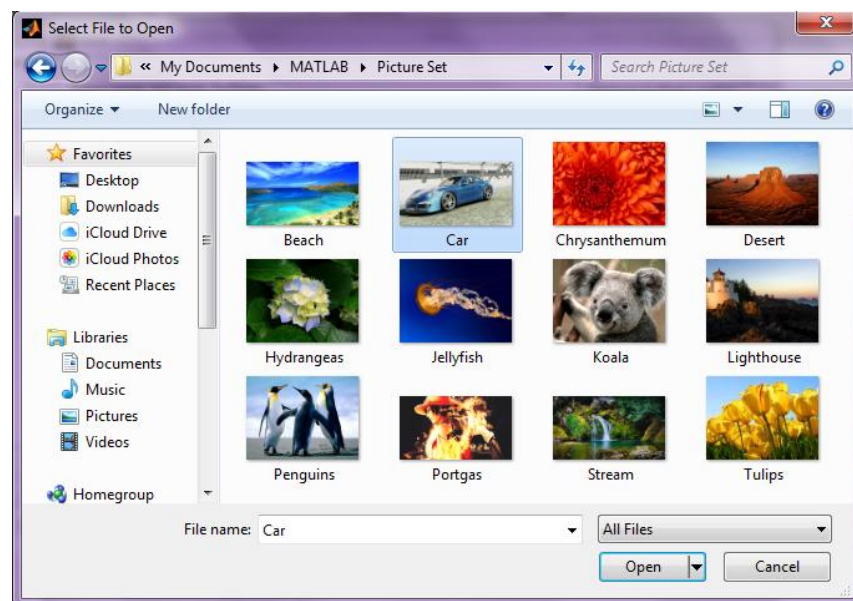 Select File to Open
« My Documents ▸ MATLAB ▸ Picture Set
Search Picture Set
Organize
New folder
Favorites
Desktop
Downloads
iCloud Drive
iCloud Photos
Recent Places
Libraries
Documents
Music
Pictures
Videos
Homegroup
Beach
Car
Chrysanthemum
Desert
Hydrangeas
Jellyfish
Koala
Lighthouse
Penguins
Portgas
Stream
Tulips
File name: Car
All Files
Open
Cancel